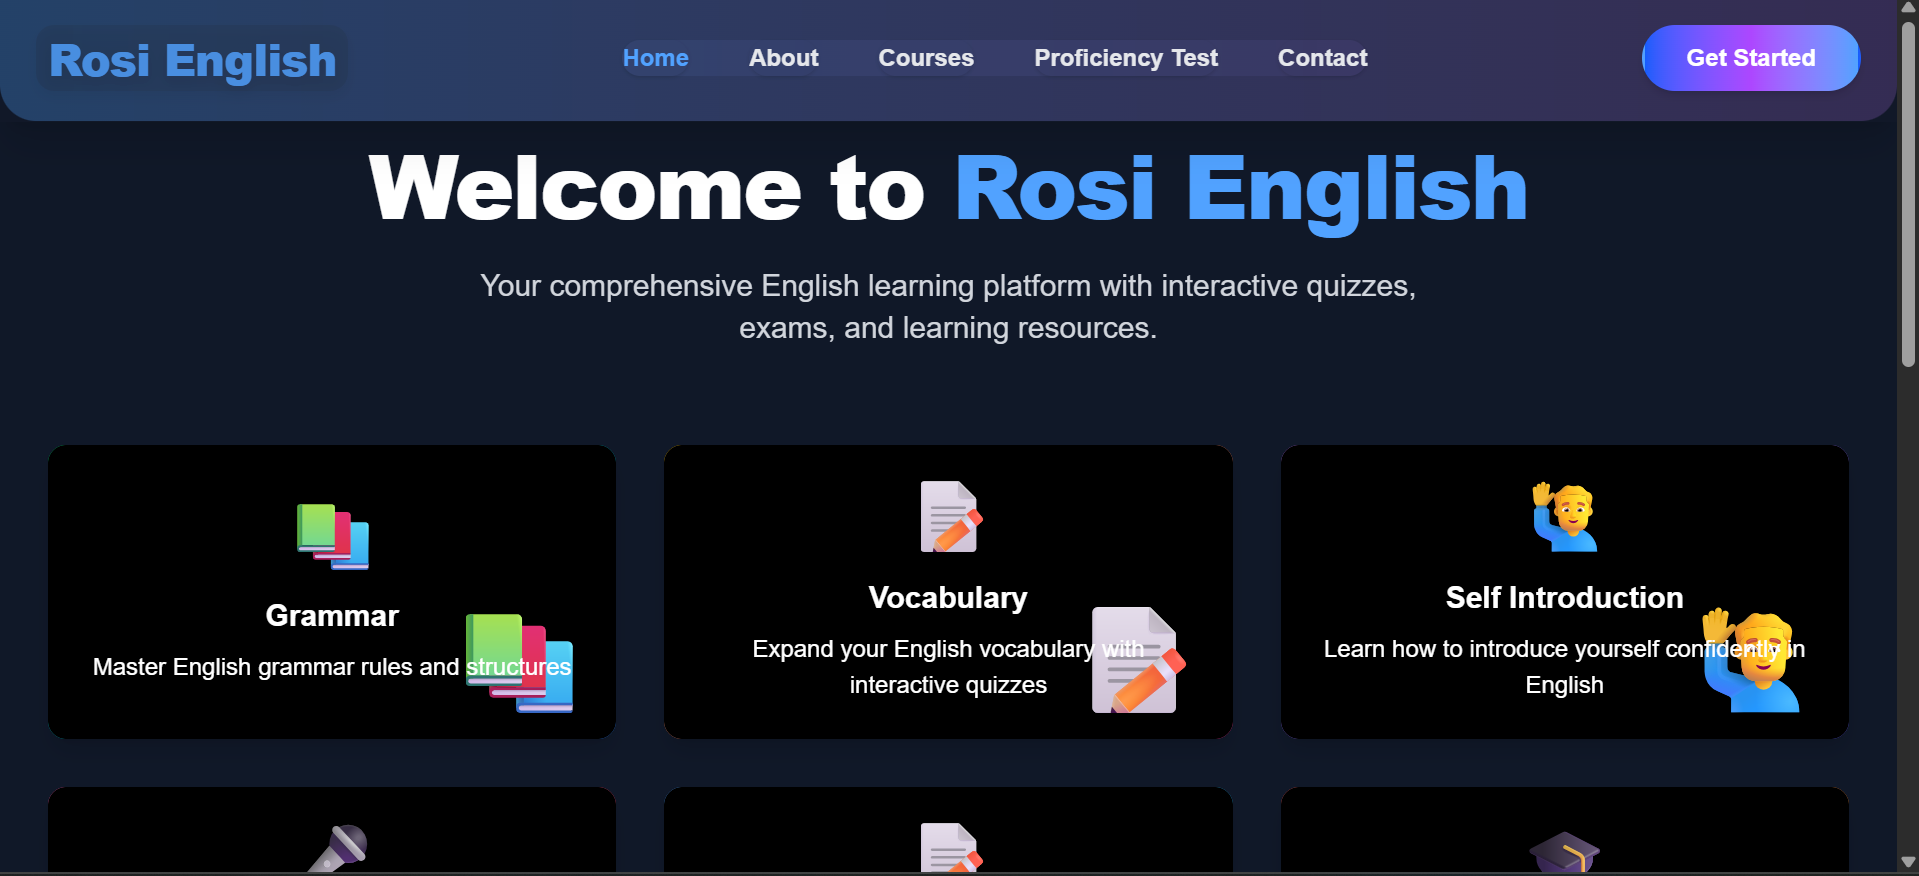 Rosi English
Home About Courses Proficiency Test Contact
Get Started
Welcome to Rosi English
Your comprehensive English learning platform with interactive quizzes,
exams, and learning resources.
Grammar
Master English grammar rules and structures
Vocabulary
Expand your English vocabulary with
interactive quizzes
Self Introduction
Learn how to introduce yourself confidently in
English